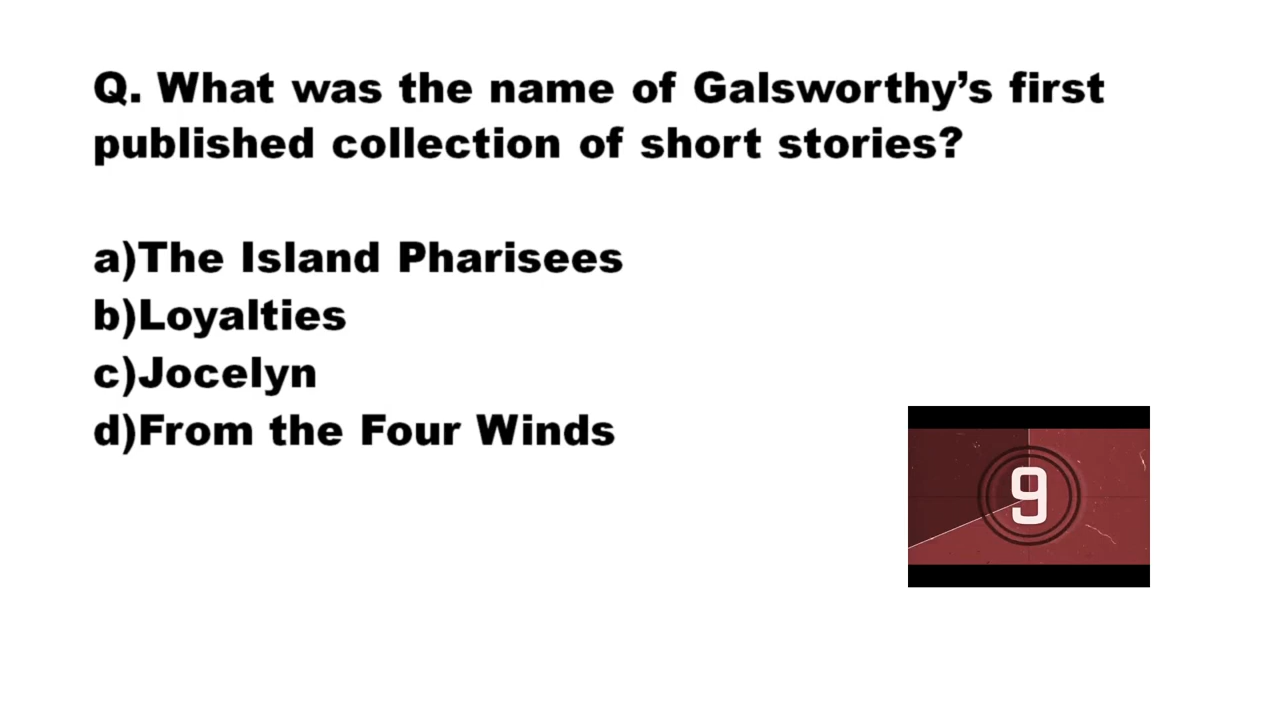 Q. What was the name of Galsworthy’s first
published collection of short stories?
a)The Island Pharisees
b)Loyalties
c)Jocelyn
d)From the Four Winds
9